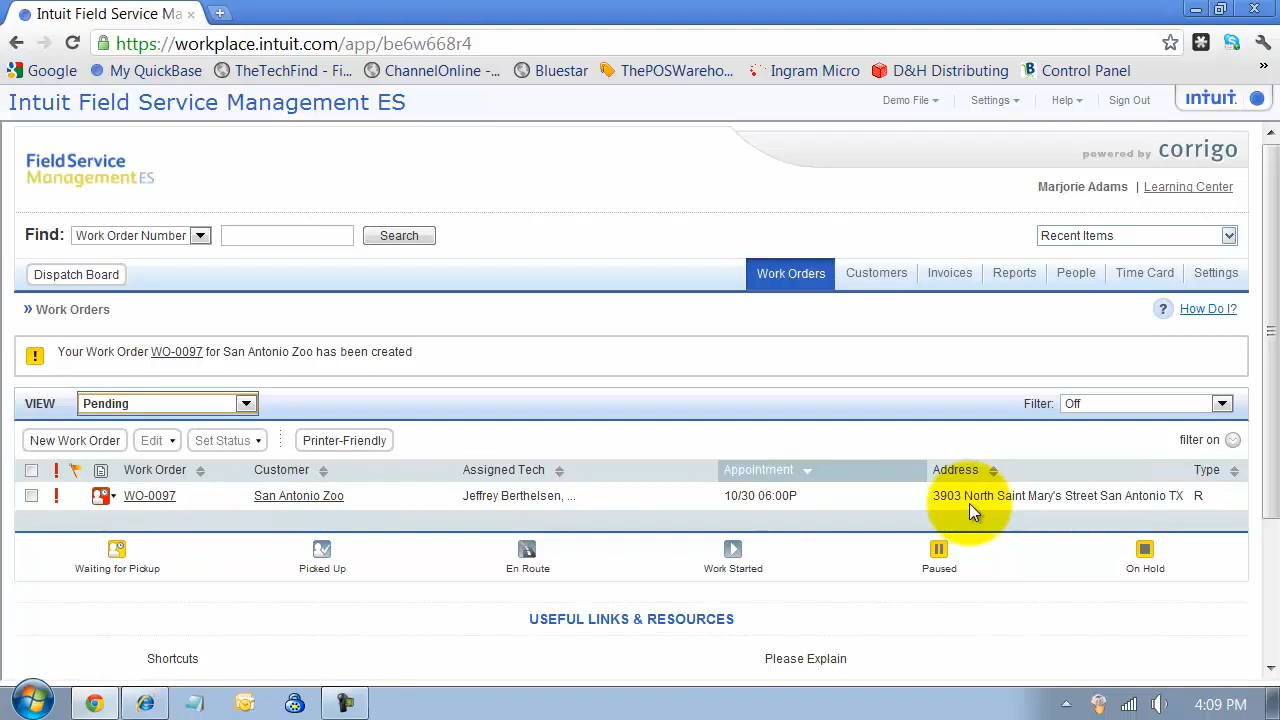 Intuit Field Service Ma
https://workplace.intuit.com/app/be6w668r4
Google My QuickBase TheTechFind - Fi... ChannelOnline -... Bluestar ThePOSWareho... Ingram Micro D&H Distributing Control Panel »
Intuit Field Service Management ES Demo File Settings Help Sign Out intuit.
FieldService
ManagementES
powered by corrigo
Marjorie Adams | Learning Center
Find: Work Order Number Search Recent Items
Dispatch Board Work Orders Customers Invoices Reports People Time Card Settings
» Work Orders ? How Do I?
! Your Work Order WO-0097 for San Antonio Zoo has been created
VIEW Pending Filter: Off
New Work Order Edit Set Status Printer-Friendly filter on
! Work Order Customer Assigned Tech Appointment Address Type
! WO-0097 San Antonio Zoo Jeffrey Berthelsen, ... 10/30 06:00P 3903 North Saint Mary's Street San Antonio TX R
Waiting for Pickup Picked Up En Route Work Started Paused On Hold
USEFUL LINKS & RESOURCES
Shortcuts Please Explain
4:09 PM